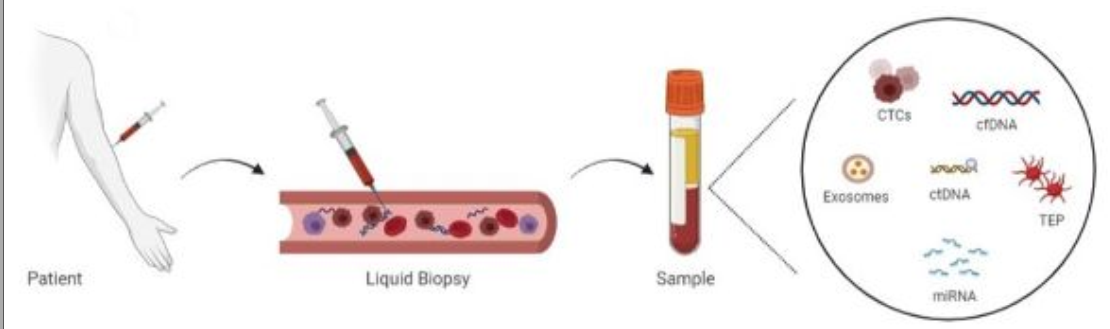 Patient
Liquid Biopsy
Sample
CTCs
cfDNA
Exosomes
ctDNA
TEP
miRNA